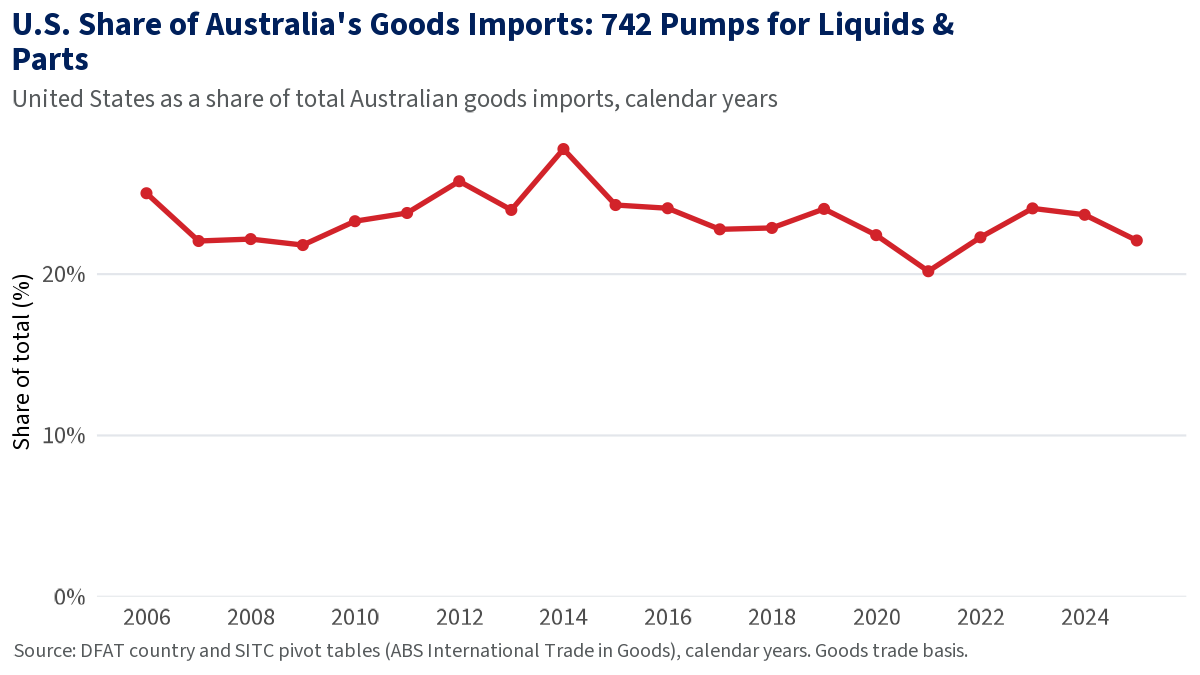 U.S. Share of Australia's Goods Imports: 742 Pumps for Liquids &
Parts
United States as a share of total Australian goods imports, calendar years
Share of total (%)
20%
10%
0%
2006 2008 2010 2012 2014 2016 2018 2020 2022 2024
Source: DFAT country and SITC pivot tables (ABS International Trade in Goods), calendar years. Goods trade basis.